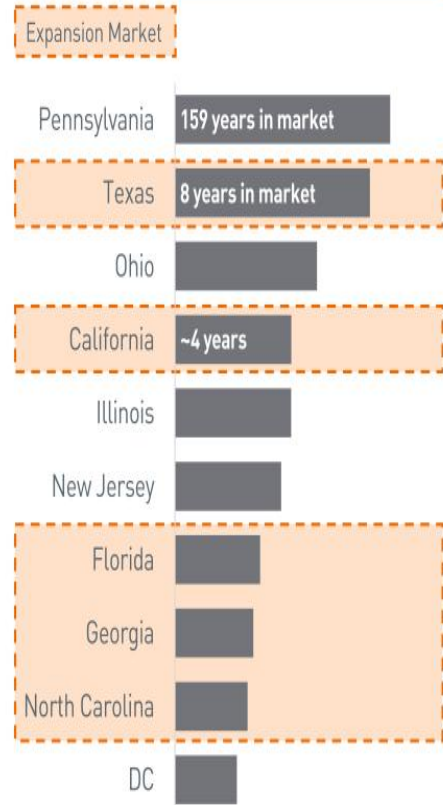 Expansion Market
Pennsylvania 159 years in market
Texas 8 years in market
Ohio
California ~4 years
Illinois
New Jersey
Florida
Georgia
North Carolina
DC